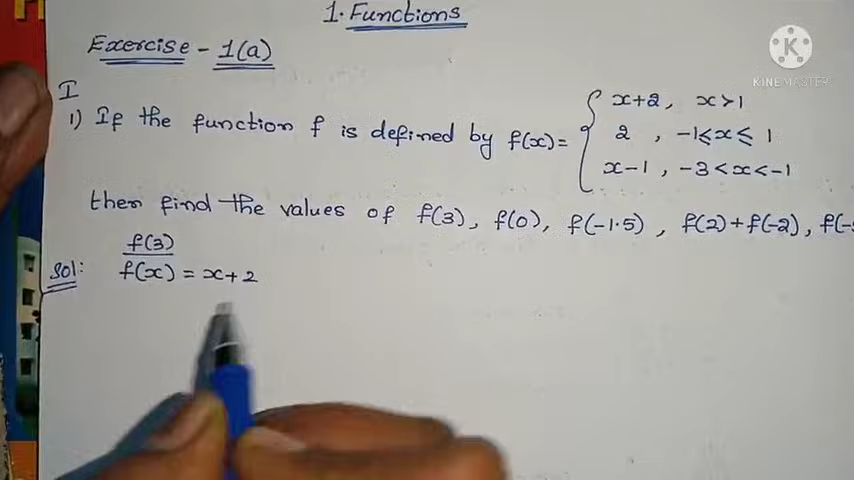 1. Functions
KINEMASTER
Exercise - 1(a)
I
1) If the function f is defined by f(x) = { x+2, x>1
2, -1≤x≤1
x-1, -3<x<-1
then find the values of f(3), f(0), f(-1.5), f(2)+f(-2), f(-
f(3)
Sol: f(x) = x+2